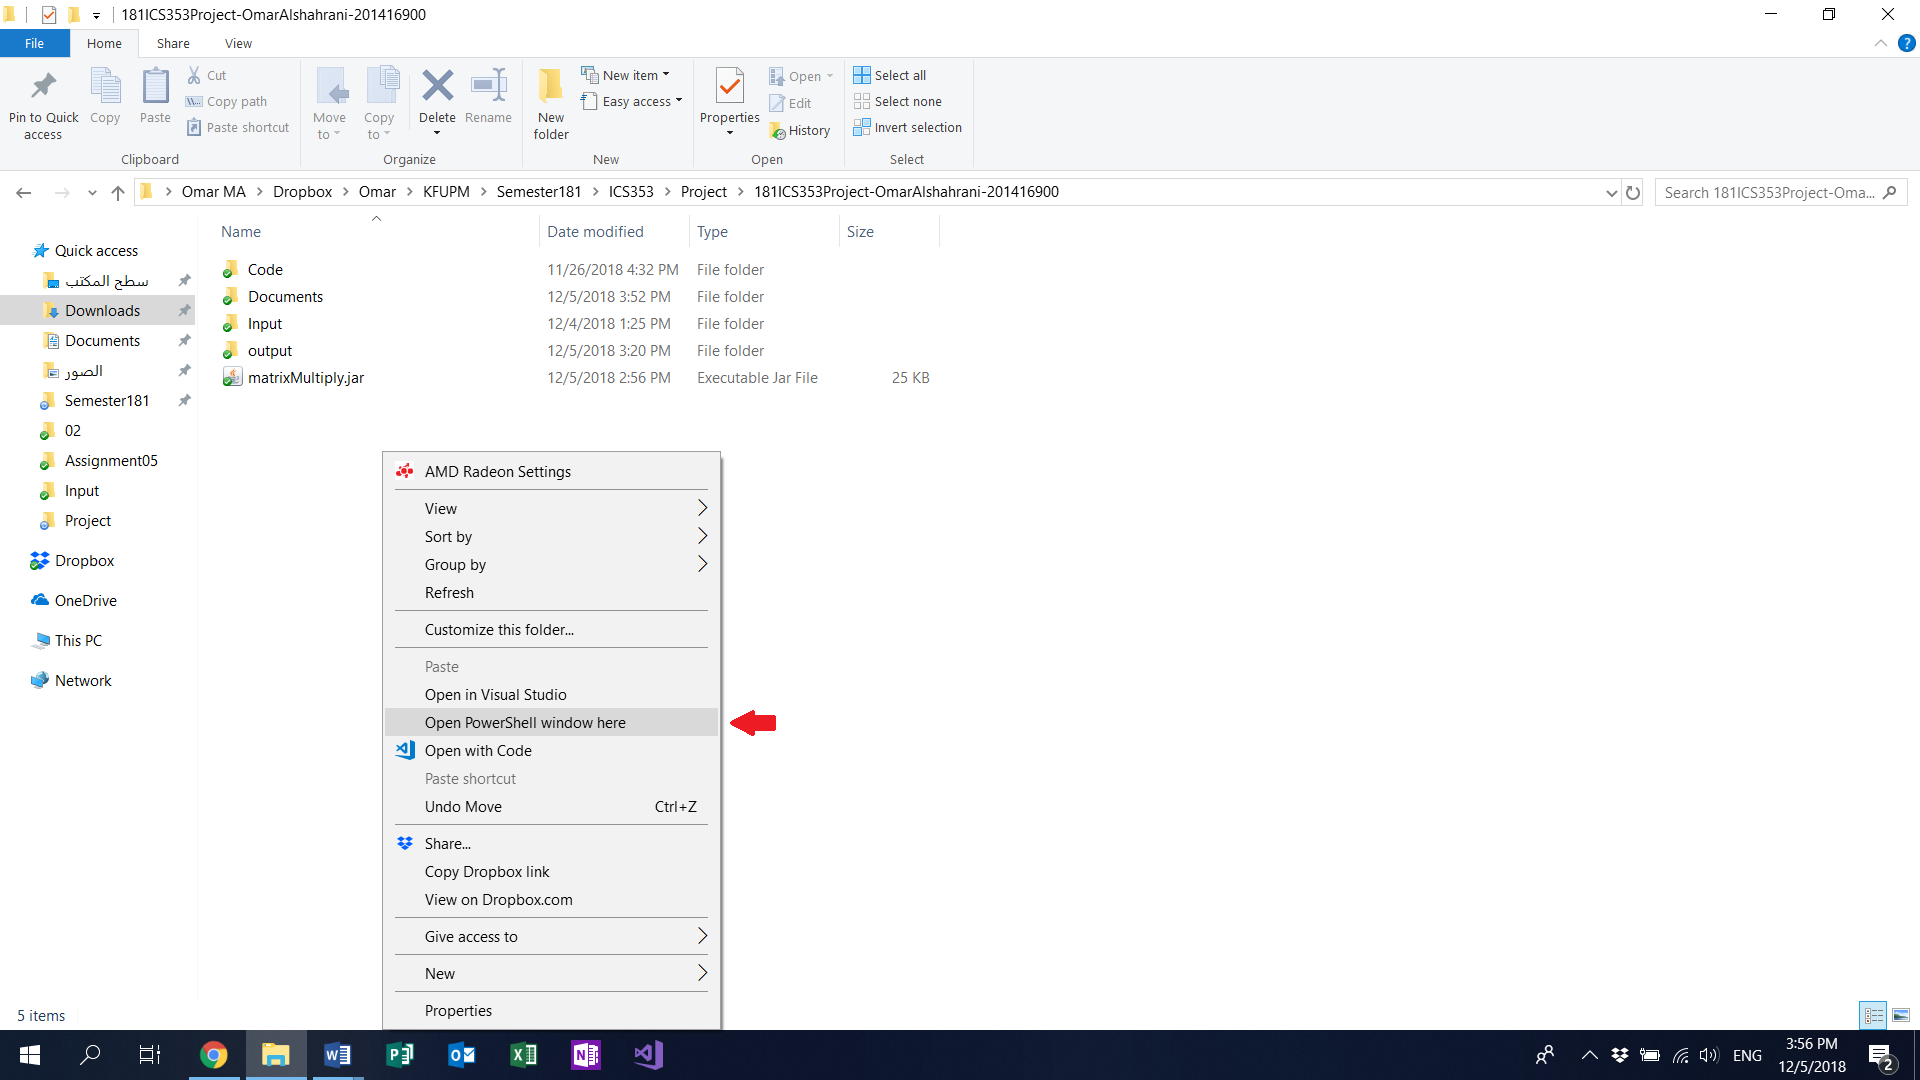 181ICS353Project-OmarAlshahrani-201416900
File Home Share View
Pin to Quick access
Copy
Paste
Cut
Copy path
Paste shortcut
Clipboard
Move to
Copy to
Delete
Rename
Organize
New folder
New item
Easy access
New
Properties
Open
Edit
History
Open
Select all
Select none
Invert selection
Select
Omar MA > Dropbox > Omar > KFUPM > Semester181 > ICS353 > Project > 181ICS353Project-OmarAlshahrani-201416900
Search 181ICS353Project-Oma...
Name Date modified Type Size
Quick access
سطح المكتب
Downloads
Documents
الصور
Semester181
02
Assignment05
Input
Project
Dropbox
OneDrive
This PC
Network
Code 11/26/2018 4:32 PM File folder
Documents 12/5/2018 3:52 PM File folder
Input 12/4/2018 1:25 PM File folder
output 12/5/2018 3:20 PM File folder
matrixMultiply.jar 12/5/2018 2:56 PM Executable Jar File 25 KB
AMD Radeon Settings
View
Sort by
Group by
Refresh
Customize this folder...
Paste
Open in Visual Studio
Open PowerShell window here
Open with Code
Paste shortcut
Undo Move Ctrl+Z
Share...
Copy Dropbox link
View on Dropbox.com
Give access to
New
Properties
5 items
ENG
3:56 PM
12/5/2018
2